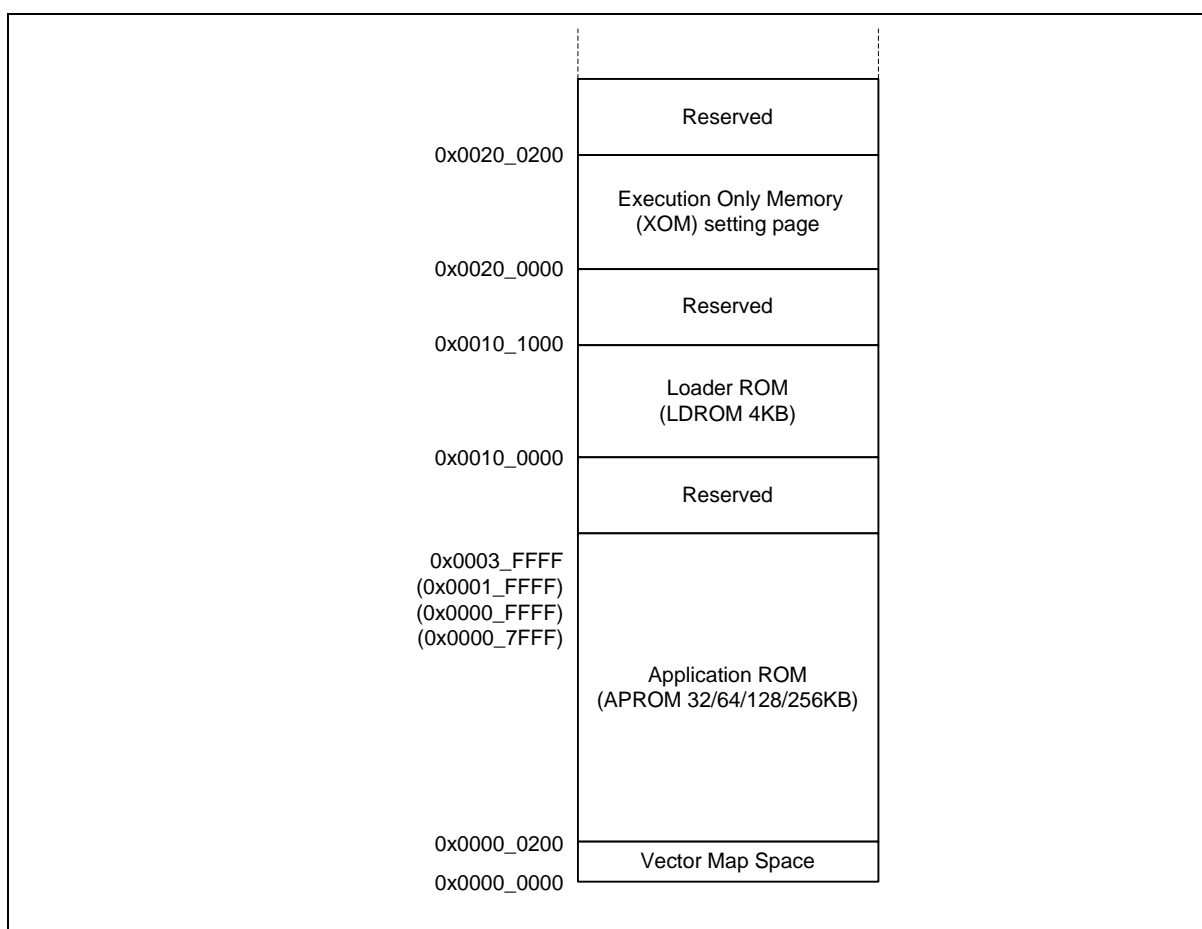 Reserved
0x0020_0200
Execution Only Memory
(XOM) setting page
0x0020_0000
Reserved
0x0010_1000
Loader ROM
(LDROM 4KB)
0x0010_0000
Reserved
0x0003_FFFF
(0x0001_FFFF)
(0x0000_FFFF)
(0x0000_7FFF)
Application ROM
(APROM 32/64/128/256KB)
0x0000_0200
Vector Map Space
0x0000_0000